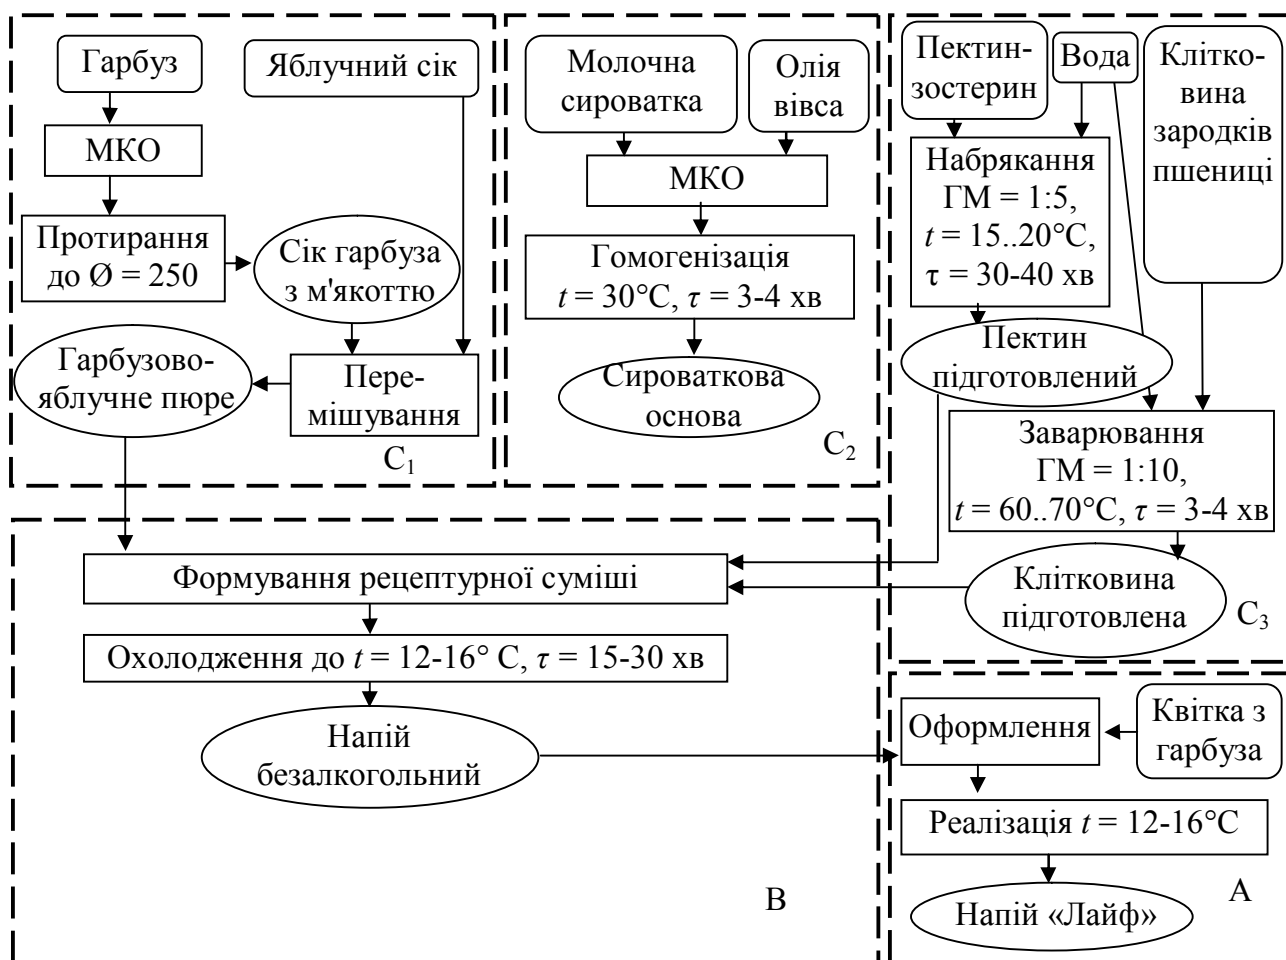 Гарбуз
Яблучний сік
МКО
Протирання
до Ø = 250
Сік гарбуза
з м'якоттю
Гарбузово-
яблучне пюре
Пере-
мішування
С1
Молочна
сироватка
Олія
вівса
МКО
Гомогенізація
t = 30°С, τ = 3-4 хв
Сироваткова
основа
С2
Пектин-
зостерин
Вода
Клітко-
вина
зародків
пшениці
Набрякання
ГМ = 1:5,
t = 15..20°С,
τ = 30-40 хв
Пектин
підготовлений
Заварювання
ГМ = 1:10,
t = 60..70°С, τ = 3-4 хв
Клітковина
підготовлена
С3
Формування рецептурної суміші
Охолодження до t = 12-16° С, τ = 15-30 хв
Напій
безалкогольний
В
Оформлення
Квітка з
гарбуза
Реалізація t = 12-16°С
Напій «Лайф»
А